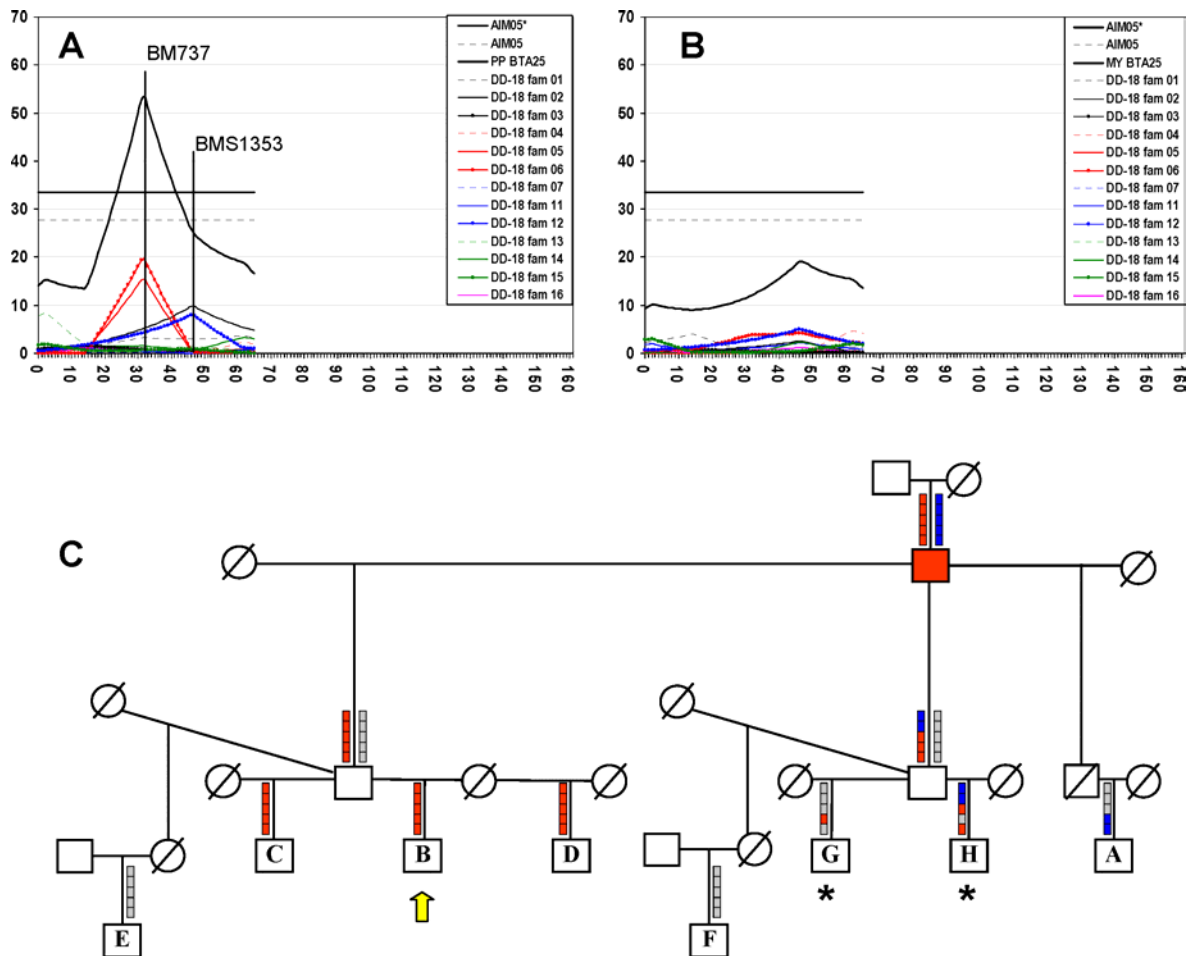 A
70
60
50
40
30
20
10
0
BM737
BMS1353
AIM05*
AIM05
PP BTA25
DD-18 fam 01
DD-18 fam 02
DD-18 fam 03
DD-18 fam 04
DD-18 fam 05
DD-18 fam 06
DD-18 fam 07
DD-18 fam 11
DD-18 fam 12
DD-18 fam 13
DD-18 fam 14
DD-18 fam 15
DD-18 fam 16
0 10 20 30 40 50 60 70 80 90 100 110 120 130 140 150 160
B
70
60
50
40
30
20
10
0
AIM05*
AIM05
MY BTA25
DD-18 fam 01
DD-18 fam 02
DD-18 fam 03
DD-18 fam 04
DD-18 fam 05
DD-18 fam 06
DD-18 fam 07
DD-18 fam 11
DD-18 fam 12
DD-18 fam 13
DD-18 fam 14
DD-18 fam 15
DD-18 fam 16
0 10 20 30 40 50 60 70 80 90 100 110 120 130 140 150 160
C
C B D G H A
* *
E F